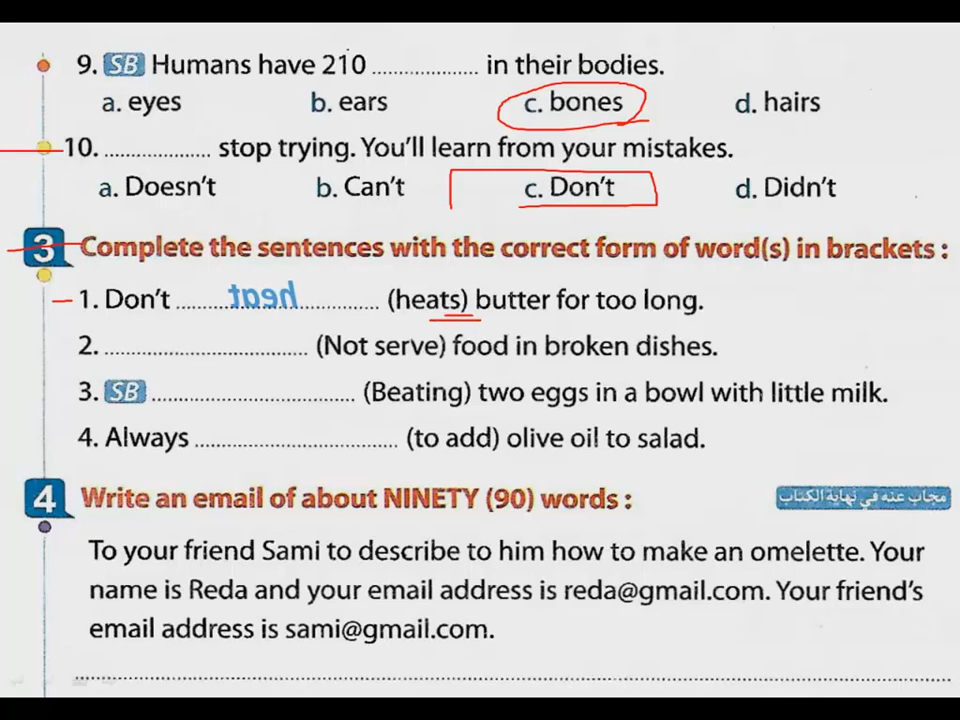 9. SB Humans have 210 .................. in their bodies.
a. eyes b. ears c. bones d. hairs
10. .................. stop trying. You'll learn from your mistakes.
a. Doesn't b. Can't c. Don't d. Didn't
3 Complete the sentences with the correct form of word(s) in brackets :
1. Don't .........heat......... (heats) butter for too long.
2. .................................. (Not serve) food in broken dishes.
3. SB .................................. (Beating) two eggs in a bowl with little milk.
4. Always .................................. (to add) olive oil to salad.
4 Write an email of about NINETY (90) words : مجاب عنه في نهاية الكتاب
To your friend Sami to describe to him how to make an omelette. Your
name is Reda and your email address is reda@gmail.com. Your friend's
email address is sami@gmail.com.